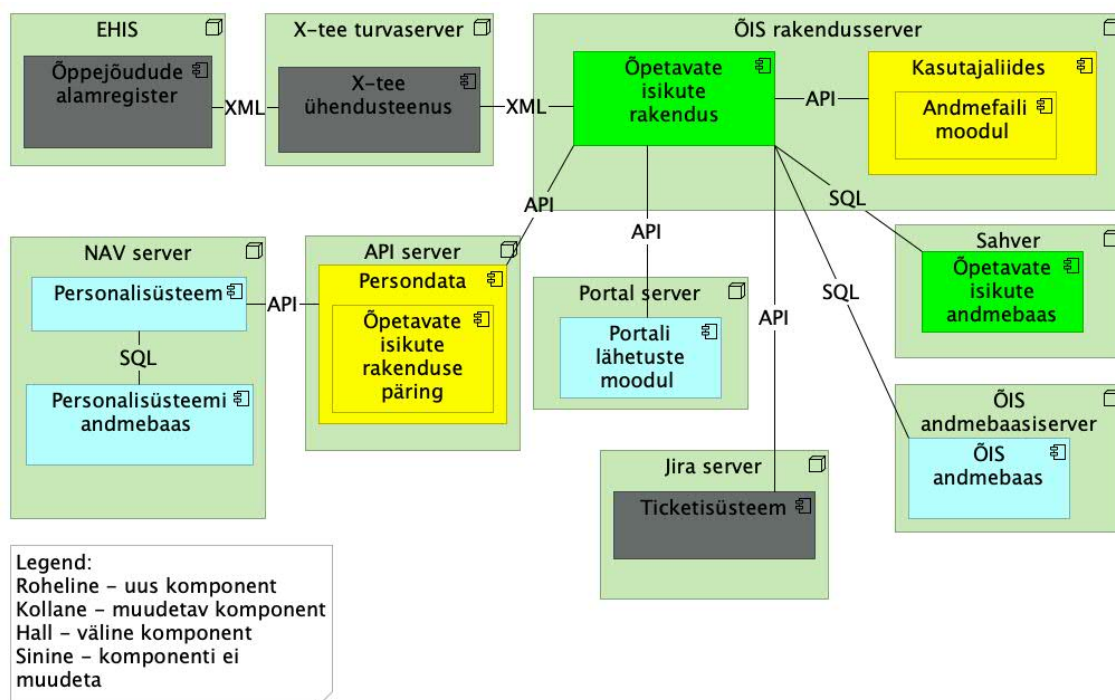 EHIS
Õppejõudude
alamregister
XML
X-tee turvaserver
X-tee
ühendusteenus
XML
ÕIS rakendusserver
Õpetavate
isikute
rakendus
API
Kasutajaliides
Andmefaili
moodul
API
API
API
SQL
SQL
NAV server
Personalisüsteem
SQL
Personalisüsteemi
andmebaas
API
API server
Persondata
Õpetavate
isikute
rakenduse
päring
Portal server
Portali
lähetuste
moodul
Sahver
Õpetavate
isikute
andmebaas
ÕIS
andmebaasiserver
ÕIS
andmebaas
Jira server
Ticketisüsteem
Legend:
Roheline – uus komponent
Kollane – muudetav komponent
Hall – väline komponent
Sinine – komponenti ei
muudeta